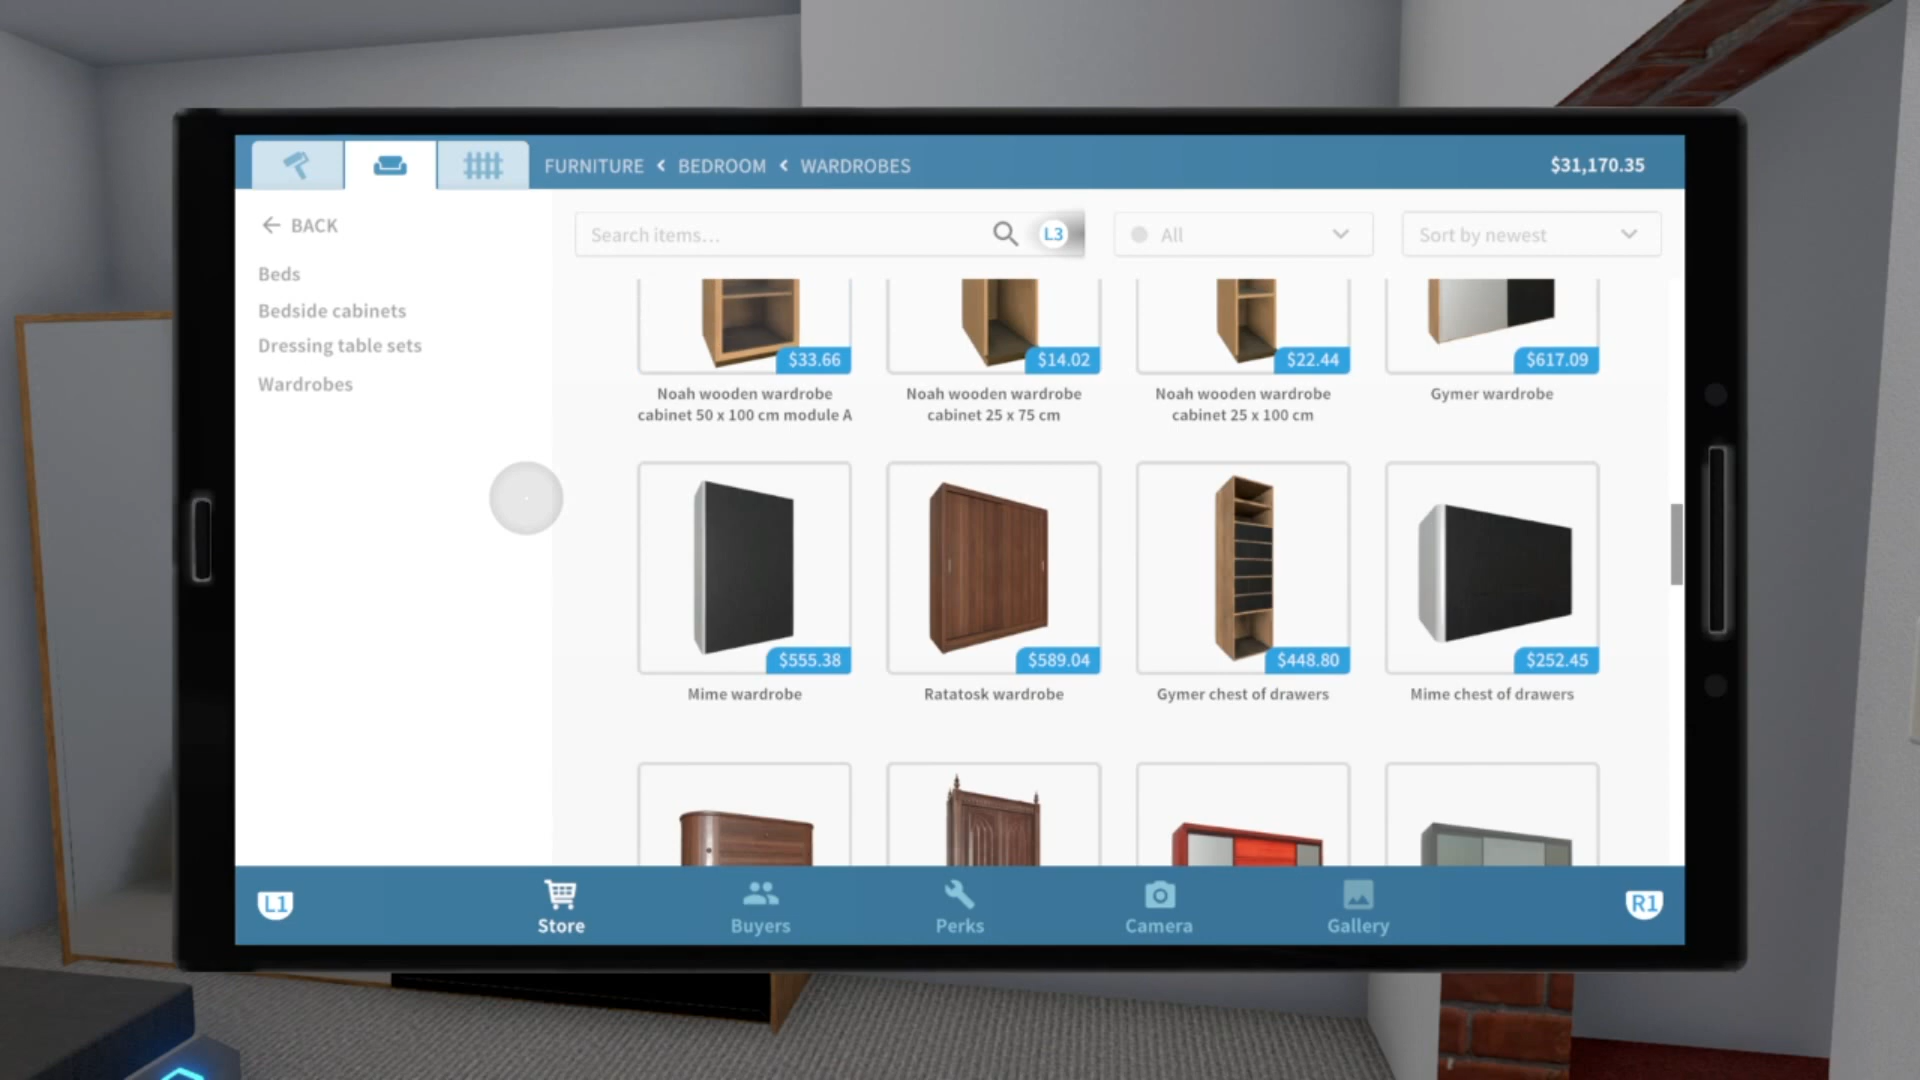 FURNITURE < BEDROOM < WARDROBES
$31,170.35
BACK
Beds
Bedside cabinets
Dressing table sets
Wardrobes
Search items...
L3
All
Sort by newest
$33.66
Noah wooden wardrobe
cabinet 50 x 100 cm module A
$14.02
Noah wooden wardrobe
cabinet 25 x 75 cm
$22.44
Noah wooden wardrobe
cabinet 25 x 100 cm
$617.09
Gymer wardrobe
$555.38
Mime wardrobe
$589.04
Ratatosk wardrobe
$448.80
Gymer chest of drawers
$252.45
Mime chest of drawers
L1
Store
Buyers
Perks
Camera
Gallery
R1